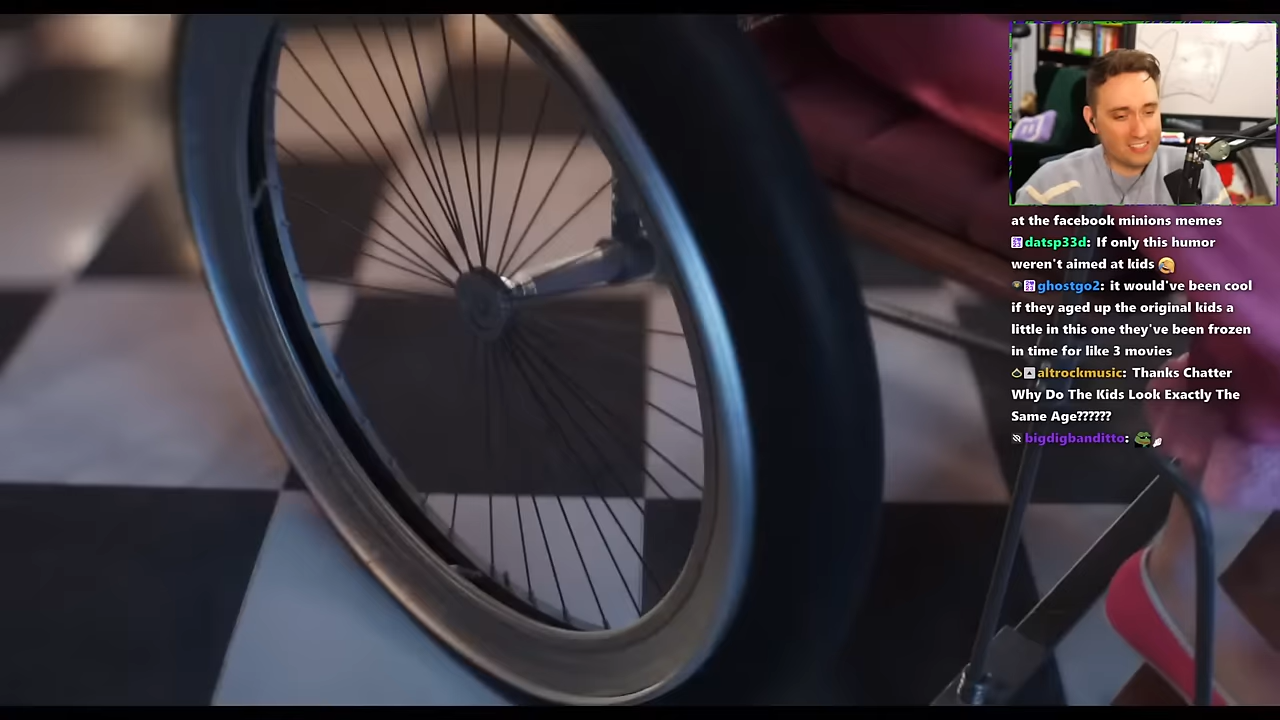 at the facebook minions memes
datsp33d: If only this humor
weren't aimed at kids
ghostgo2: it would've been cool
if they aged up the original kids a
little in this one they've been frozen
in time for like 3 movies
altrockmusic: Thanks Chatter
Why Do The Kids Look Exactly The
Same Age??????
bigdigbanditto: